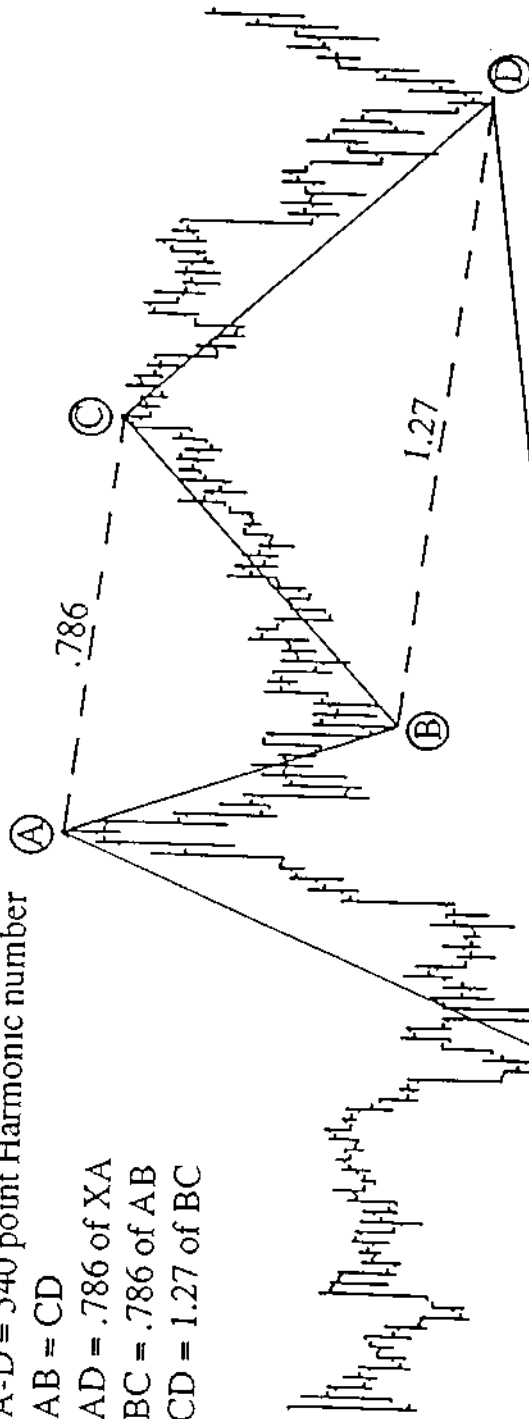 A-D = 540 point Harmonic number
AB = CD
AD = .786 of XA
BC = .786 of AB
CD = 1.27 of BC
A
.786
C
B
1.27
D